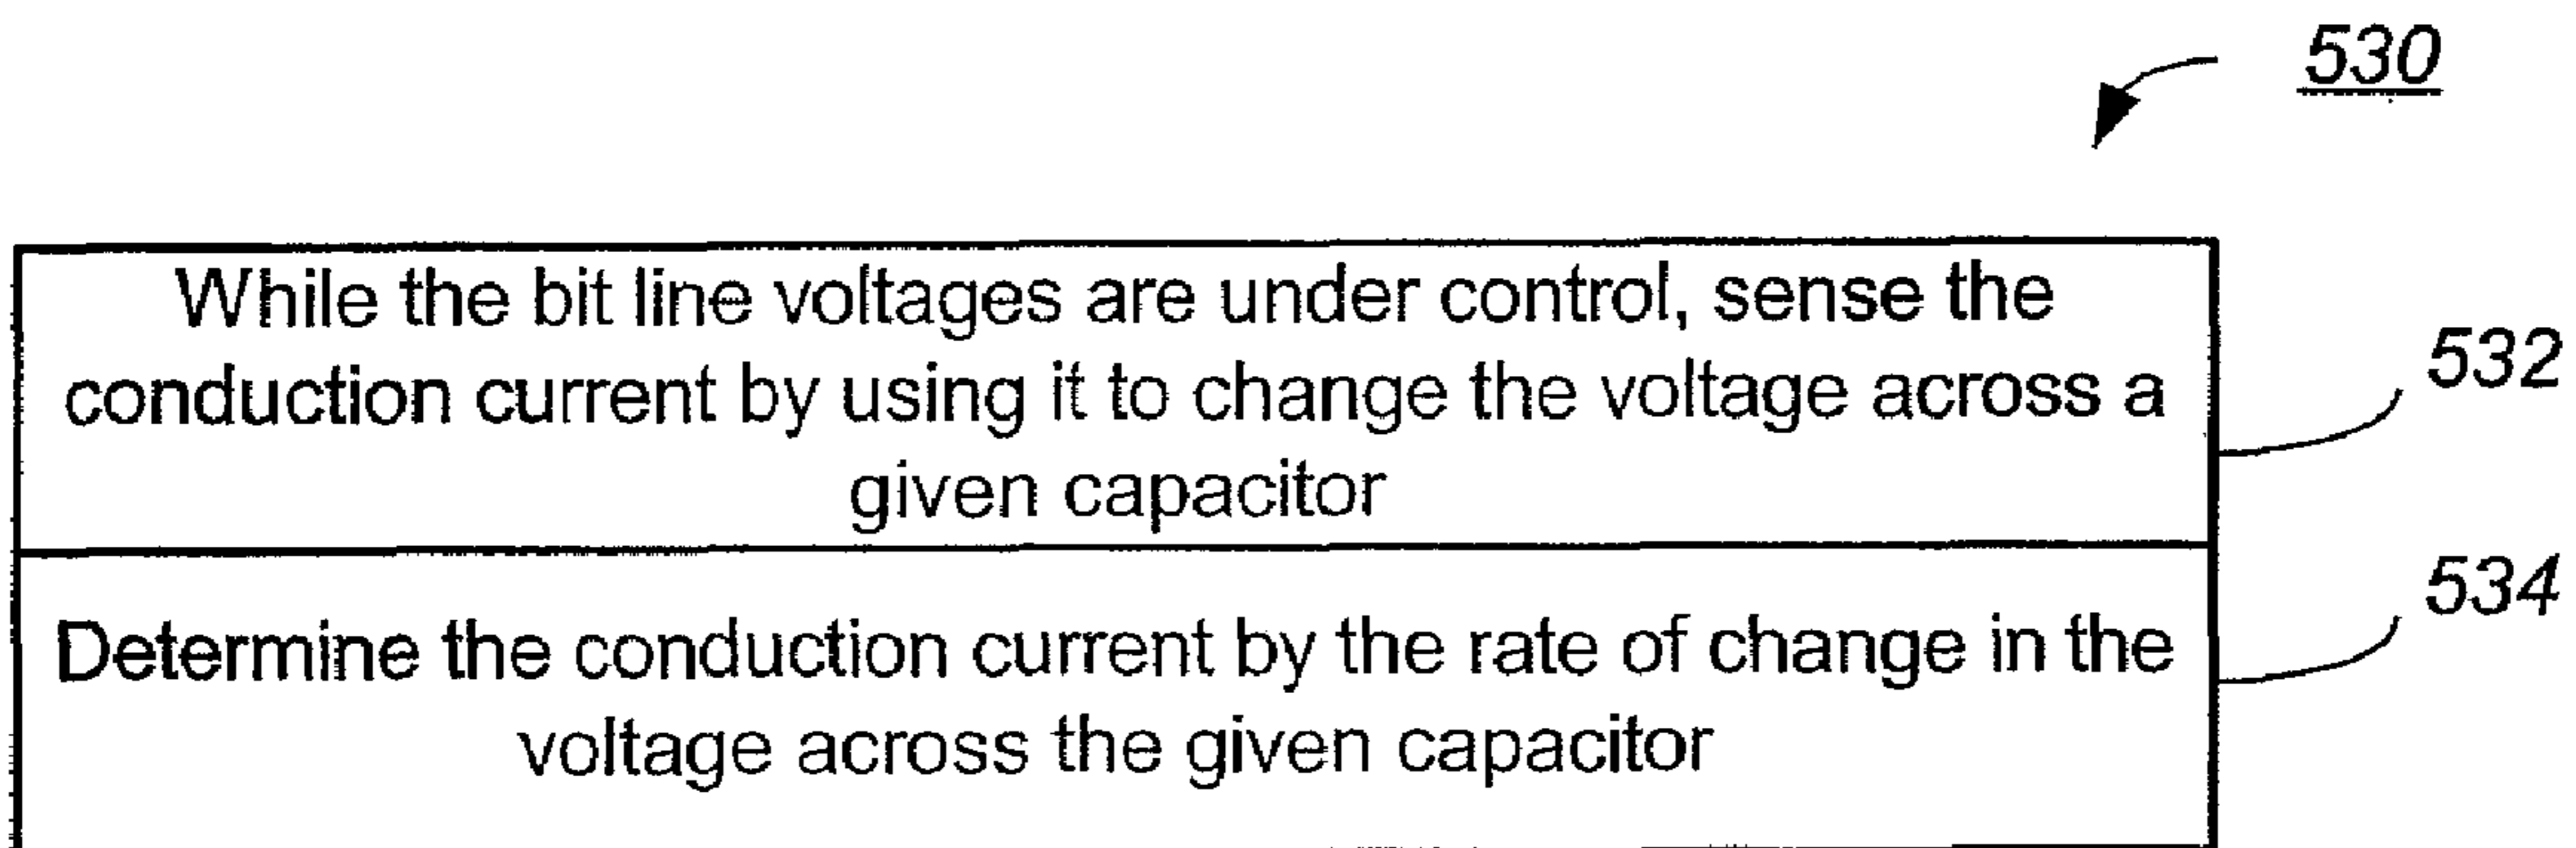 530
While the bit line voltages are under control, sense the
conduction current by using it to change the voltage across a
given capacitor
532
Determine the conduction current by the rate of change in the
voltage across the given capacitor
534